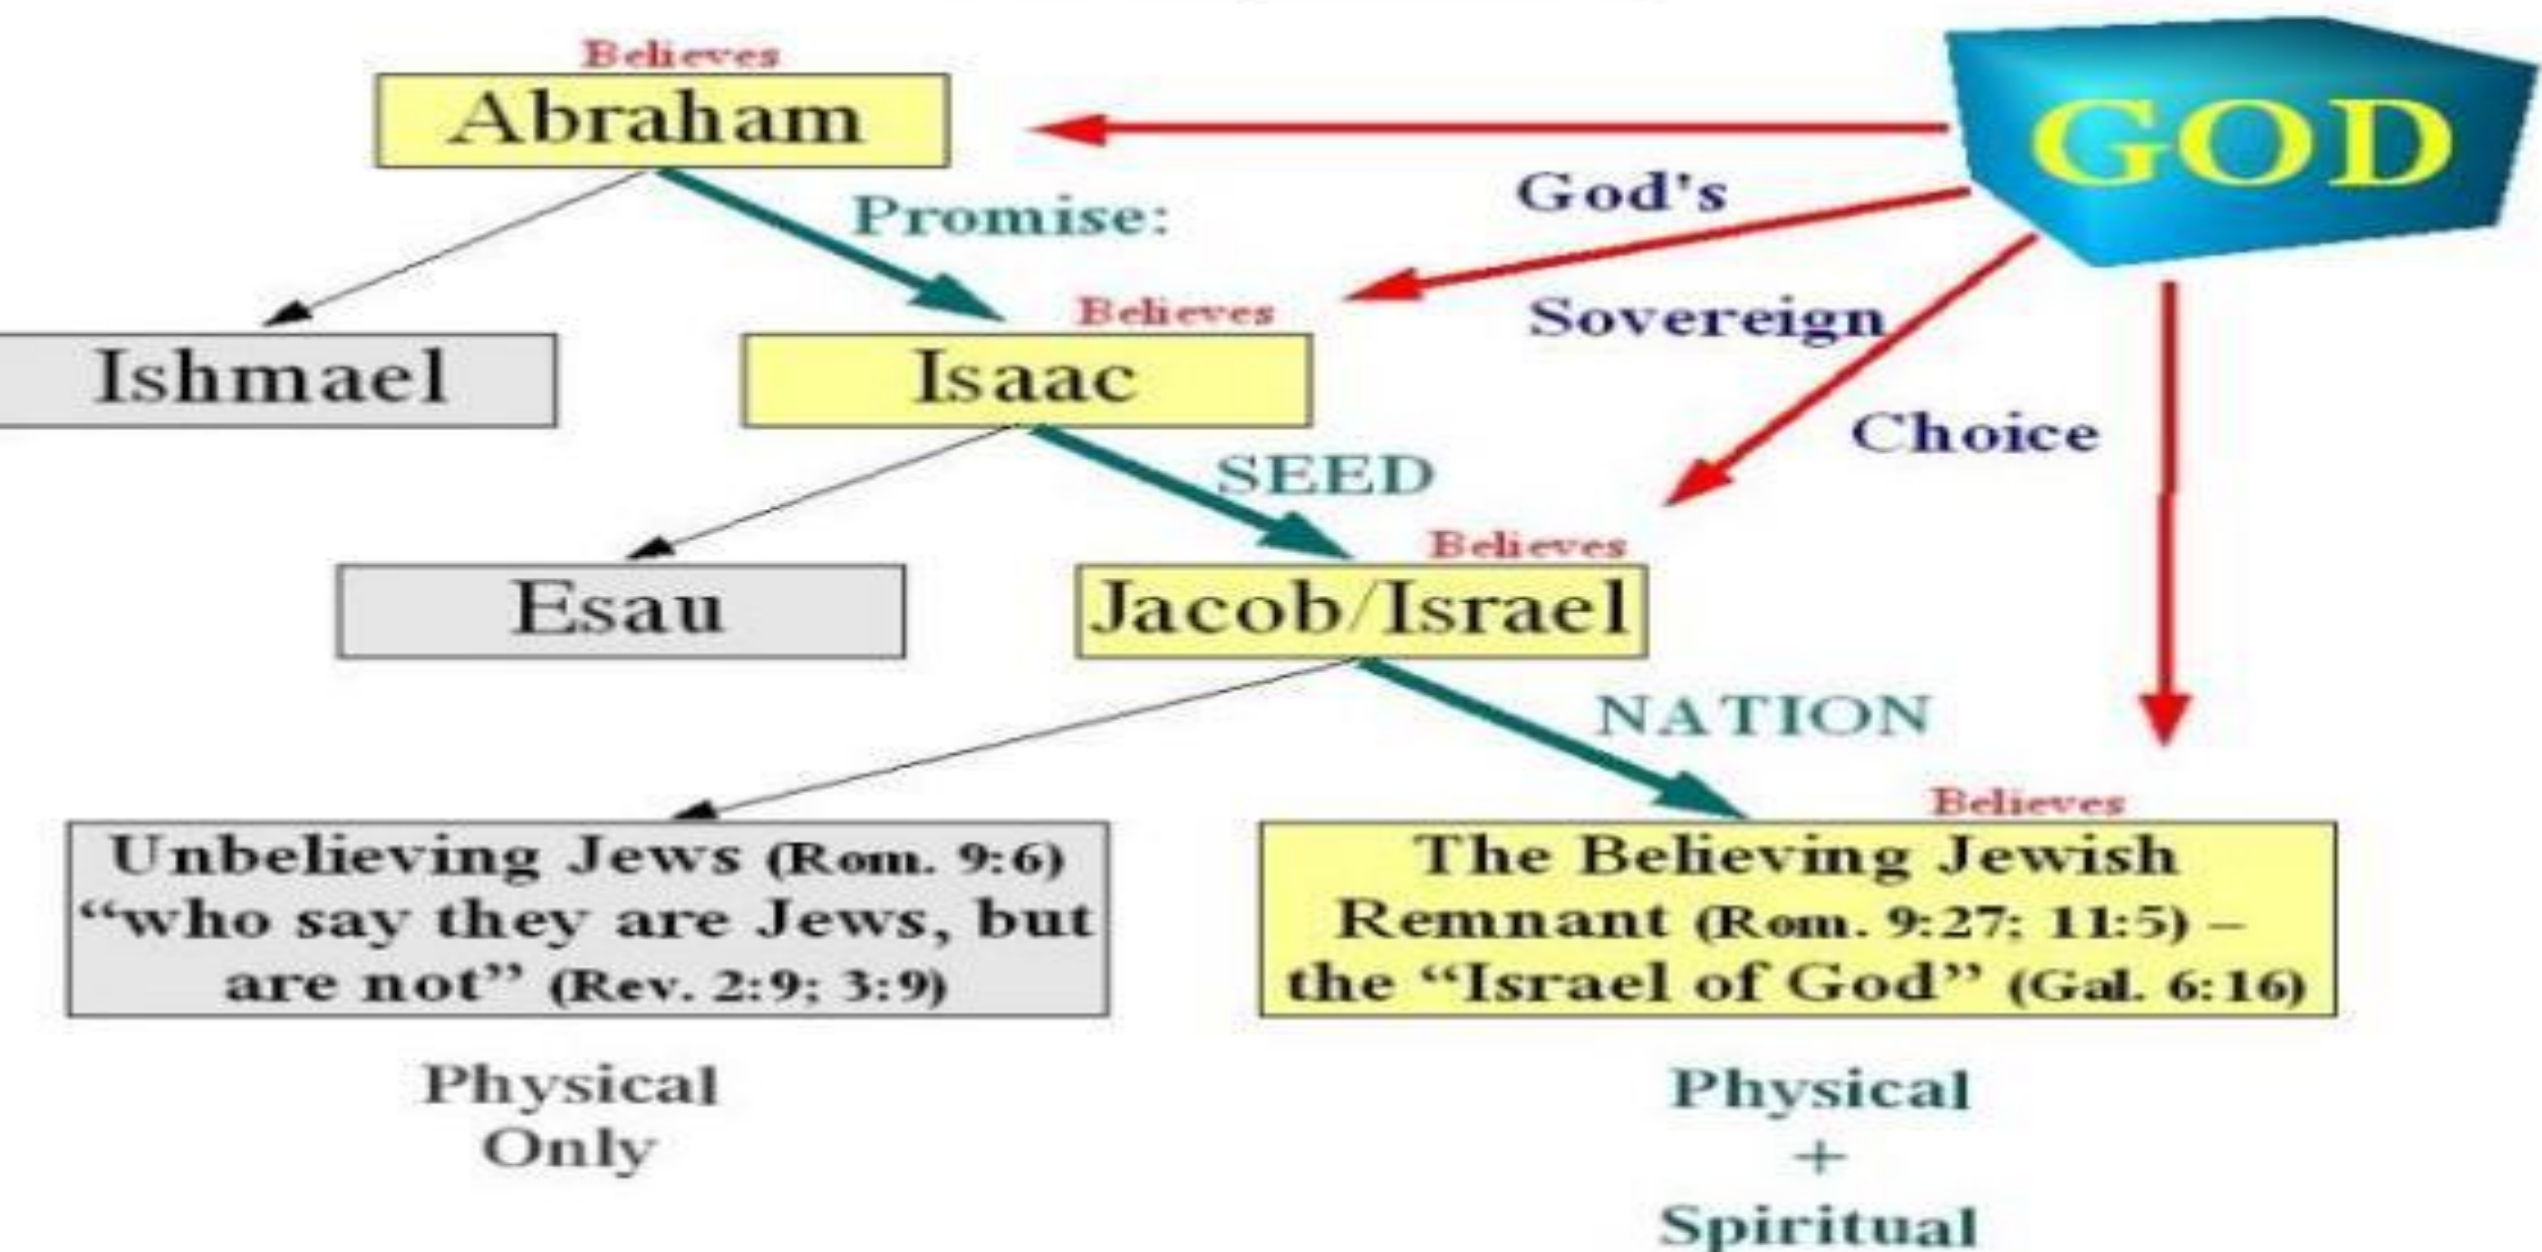 Believes
Abraham
GOD
Promise:
God's
Believes
Sovereign
Ishmael
Isaac
Choice
SEED
Believes
Esau
Jacob/Israel
NATION
Believes
Unbelieving Jews (Rom. 9:6)
“who say they are Jews, but
are not” (Rev. 2:9; 3:9)
The Believing Jewish
Remnant (Rom. 9:27; 11:5) –
the “Israel of God” (Gal. 6:16)
Physical
Only
Physical
+
Spiritual